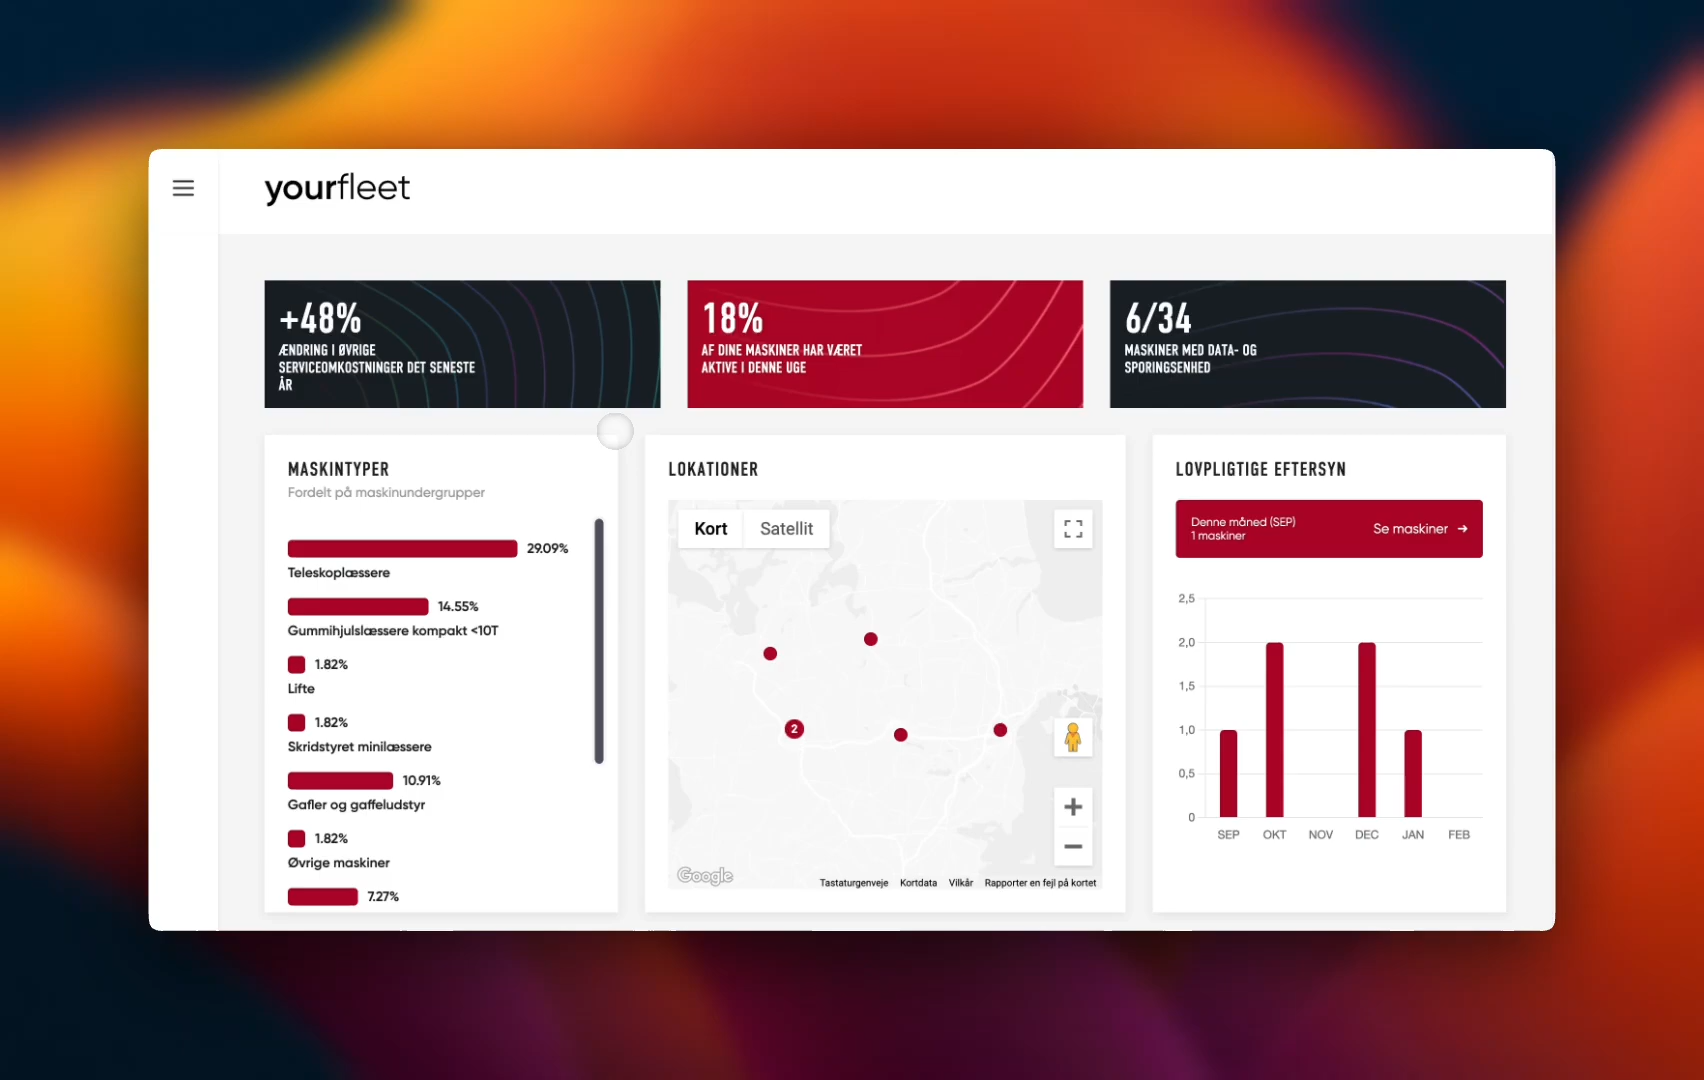 yourfleet
+48%
ÆNDRING I ØVRIGE
SERVICEOMKOSTNINGER DET SENESTE
ÅR
18%
AF DINE MASKINER HAR VÆRET
AKTIVE I DENNE UGE
6/34
MASKINER MED DATA- OG
SPORINGSENHED
MASKINTYPER
Fordelt på maskinundergrupper
29.09%
Teleskoplæssere
14.55%
Gummihjulslæssere kompakt <10T
1.82%
Lifte
1.82%
Skridstyret minilæssere
10.91%
Gafler og gaffeludstyr
1.82%
Øvrige maskiner
7.27%
LOKATIONER
Kort
Satellit
2
Google
Tastaturgenveje Kortdata Vilkår Rapporter en fejl på kortet
LOVPLIGTIGE EFTERSYN
Denne måned (SEP)
1 maskiner
Se maskiner →
2,5
2,0
1,5
1,0
0,5
0
SEP OKT NOV DEC JAN FEB